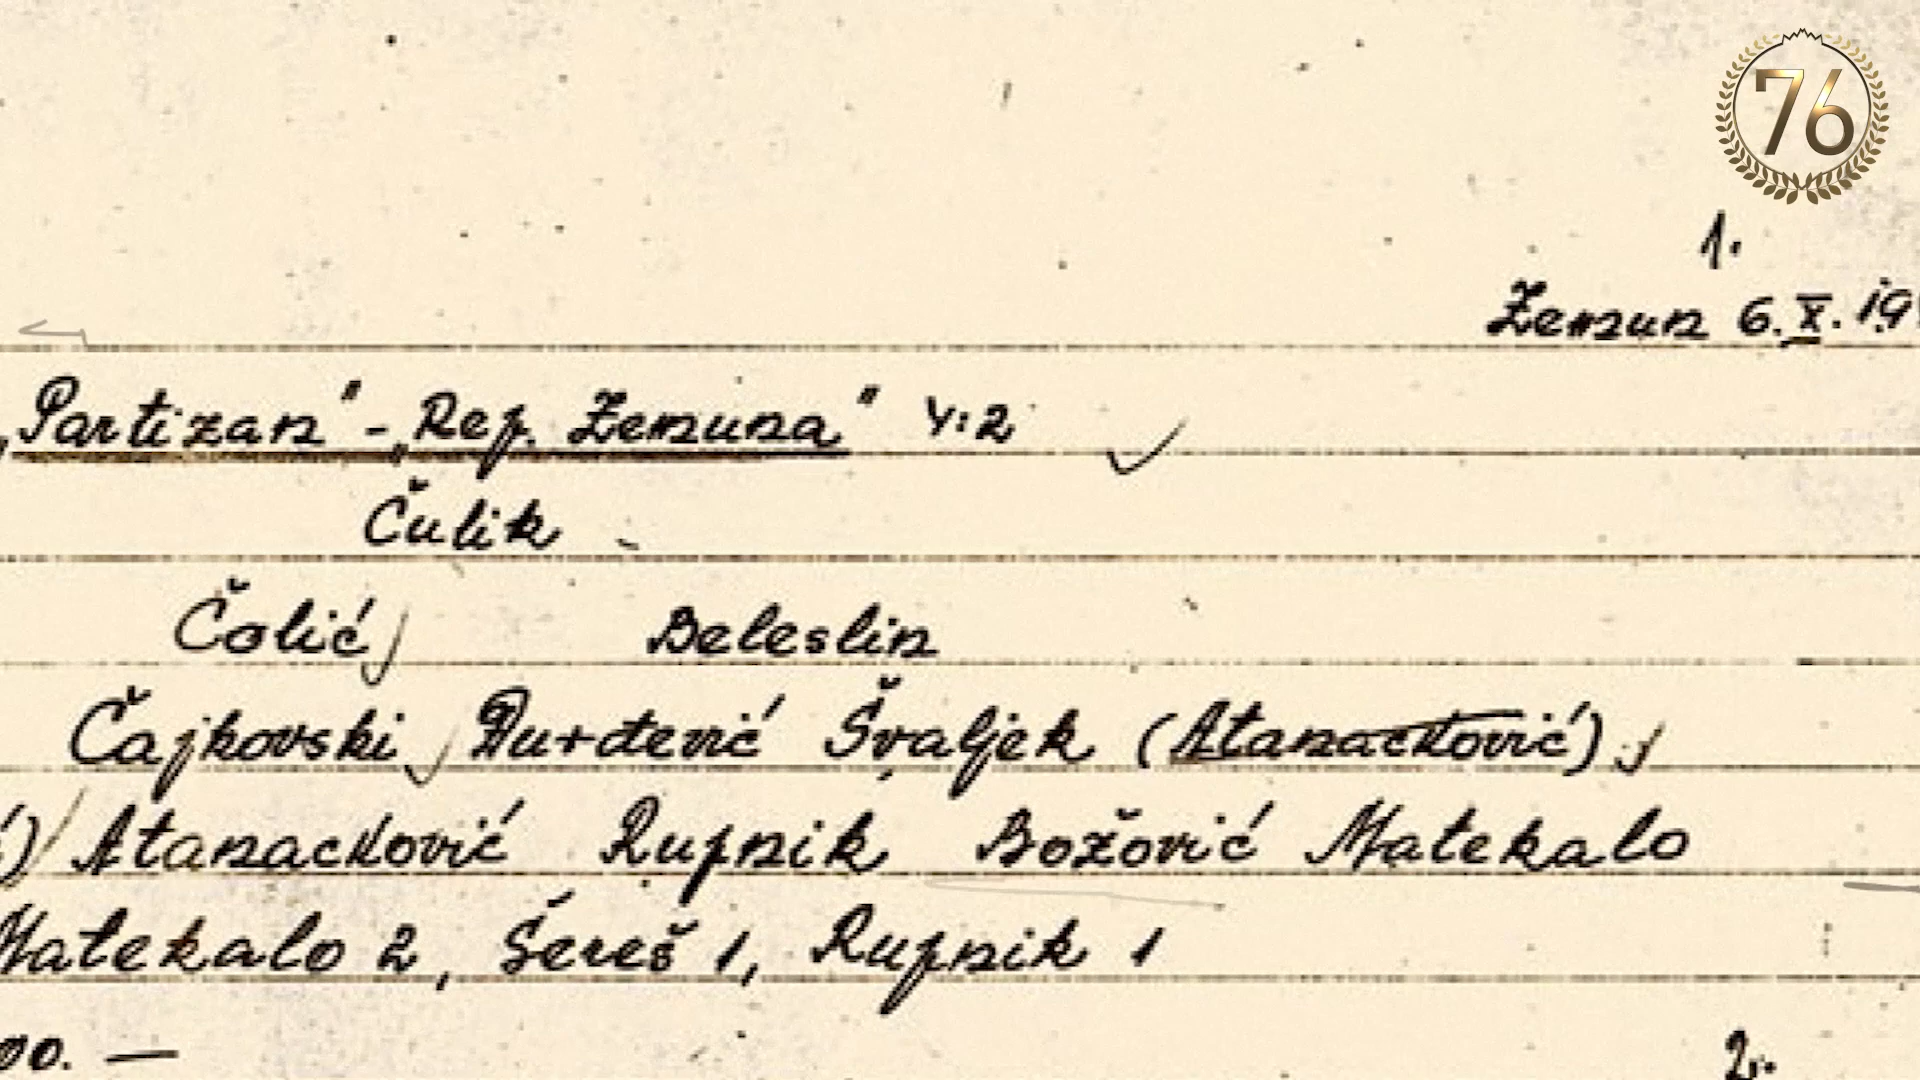 76
1.
Zemun 6. X. 19
„Partizan" - „Rep. Zemuna" 4:2
Čulik
Čolić Beleslin
Čajkovski Đurđević Švaljek (Atanacković)
ć) Atanacković Rupnik Božović Matekalo
Matekalo 2, Šereš 1, Rupnik 1
00. —
2.